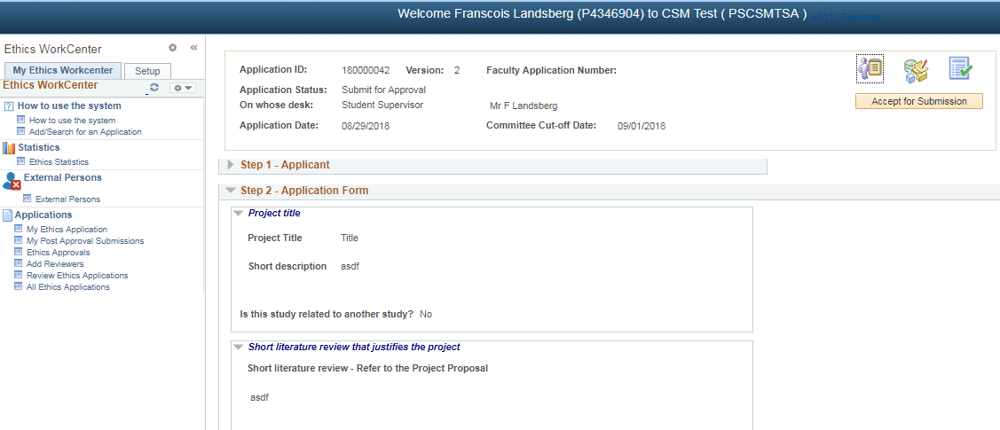 Welcome Franscois Landsberg (P4346904) to CSM Test ( PSCSMTSA ) Add to Favorites
Ethics WorkCenter «
My Ethics Workcenter Setup
Ethics WorkCenter
How to use the system
How to use the system
Add/Search for an Application
Statistics
Ethics Statistics
External Persons
External Persons
Applications
My Ethics Application
My Post Approval Submissions
Ethics Approvals
Add Reviewers
Review Ethics Applications
All Ethics Applications
Application ID: 180000042 Version: 2 Faculty Application Number:
Application Status: Submit for Approval
On whose desk: Student Supervisor Mr F Landsberg
Application Date: 08/29/2018 Committee Cut-off Date: 09/01/2018
Accept for Submission
Step 1 - Applicant
Step 2 - Application Form
Project title
Project Title Title
Short description asdf
Is this study related to another study? No
Short literature review that justifies the project
Short literature review - Refer to the Project Proposal
asdf